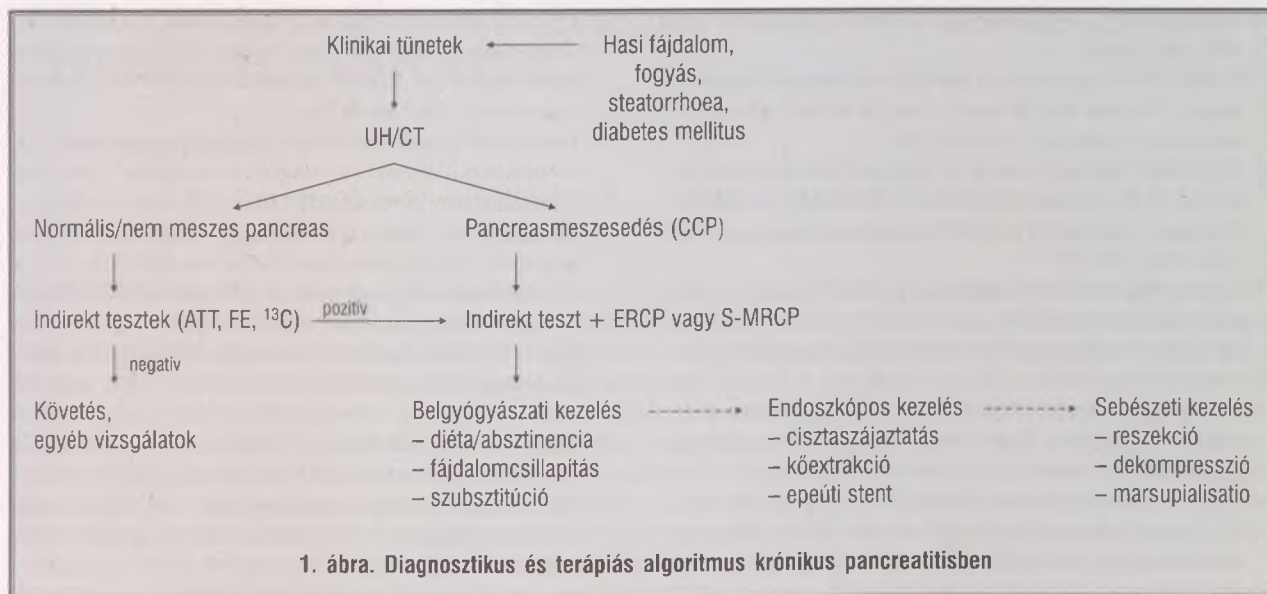 Klinikai tünetek
Hasi fájdalom,
fogyás,
steatorrhoea,
diabetes mellitus
UH/CT
Normális/nem meszes pancreas
Pancreasmeszesedés (CCP)
Indirekt tesztek (ATT, FE, ¹³C)
pozitív
Indirekt teszt + ERCP vagy S-MRCP
negatív
Követés,
egyéb vizsgálatok
Belgyógyászati kezelés
– diéta/absztinencia
– fájdalomcsillapítás
– szubsztitúció
Endoszkópos kezelés
– cisztaszájaztatás
– kőextrakció
– epeúti stent
Sebészeti kezelés
– reszekció
– dekompresszió
– marsupialisatio
1. ábra. Diagnosztikus és terápiás algoritmus krónikus pancreatitisben